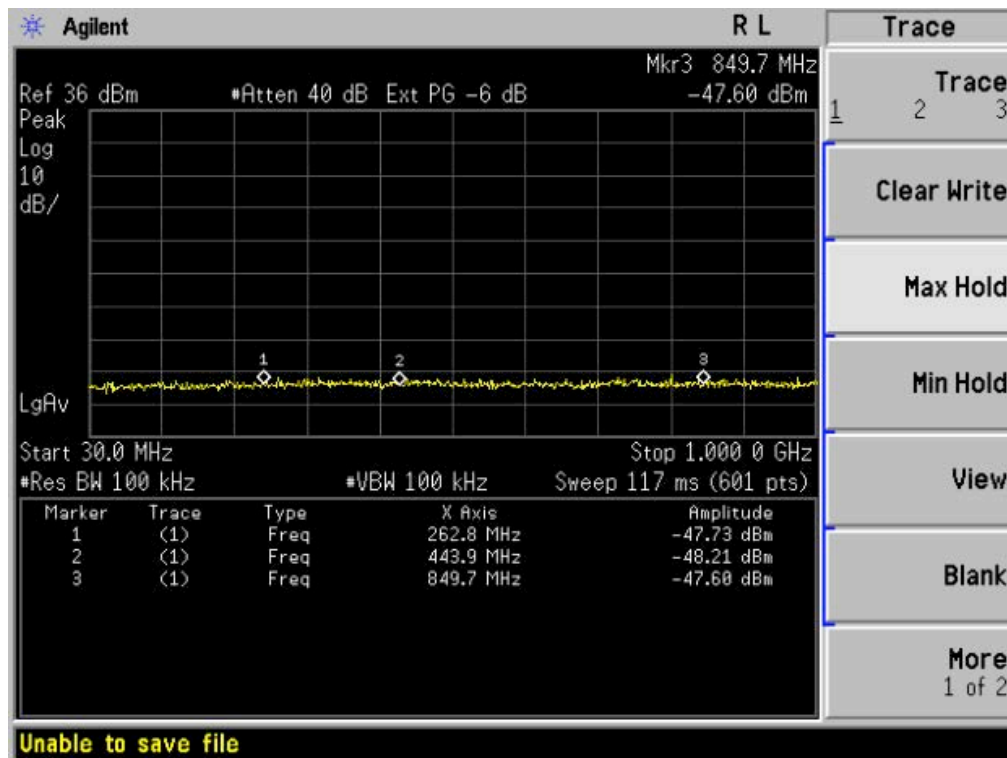 Agilent R L Trace
Mkr3 849.7 MHz
Ref 36 dBm #Atten 40 dB Ext PG -6 dB -47.60 dBm
Peak
Log
10
dB/
1 2 3
LgAv
Start 30.0 MHz Stop 1.000 0 GHz
#Res BW 100 kHz #VBW 100 kHz Sweep 117 ms (601 pts)
Marker Trace Type X Axis Amplitude
1 (1) Freq 262.8 MHz -47.73 dBm
2 (1) Freq 443.9 MHz -48.21 dBm
3 (1) Freq 849.7 MHz -47.60 dBm
Trace
1 2 3
Clear Write
Max Hold
Min Hold
View
Blank
More
1 of 2
Unable to save file